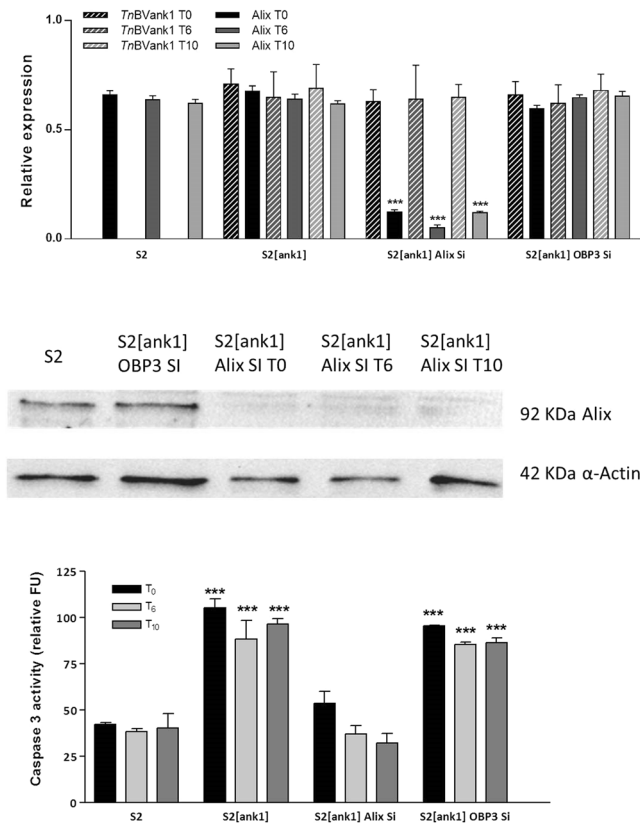 TnBVank1 T0 Alix T0
TnBVank1 T6 Alix T6
TnBVank1 T10 Alix T10
Relative expression
1.0
0.5
0.0
*** *** ***
S2 S2[ank1] S2[ank1] Alix Si S2[ank1] OBP3 Si
S2 S2[ank1] S2[ank1] S2[ank1] S2[ank1]
OBP3 SI Alix SI T0 Alix SI T6 Alix SI T10
92 KDa Alix
42 KDa α-Actin
Caspase 3 activity (relative FU)
125
100
75
50
25
0
T0
T6
T10
*** *** *** *** *** ***
S2 S2[ank1] S2[ank1] Alix Si S2[ank1] OBP3 Si